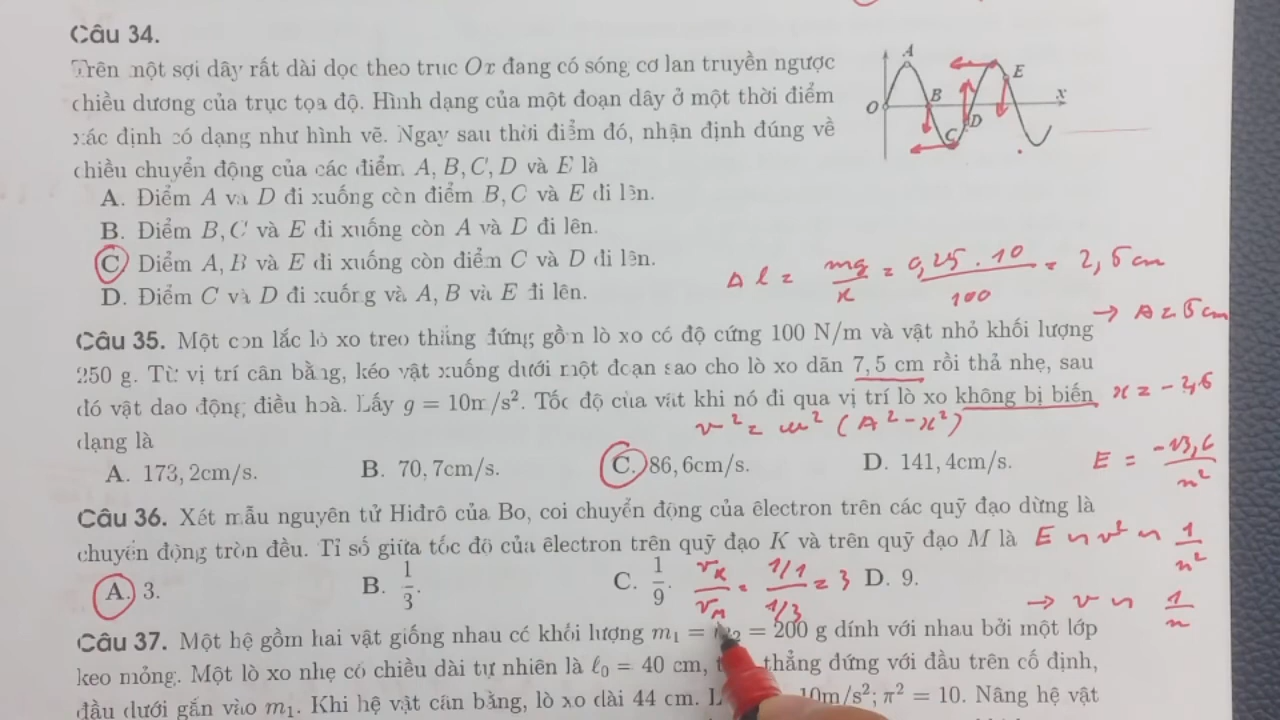 Câu 34.
Trên một sợi dây rất dài dọc theo trục Ox đang có sóng cơ lan truyền ngược
chiều dương của trục tọa độ. Hình dạng của một đoạn dây ở một thời điểm
xác định có dạng như hình vẽ. Ngay sau thời điểm đó, nhận định đúng về
chiều chuyển động của các điểm A, B, C, D và E là
A
B
C
D
E
O
x
A. Điểm A và D đi xuống còn điểm B, C và E đi lên.
B. Điểm B, C và E đi xuống còn A và D đi lên.
C. Điểm A, B và E đi xuống còn điểm C và D đi lên.
D. Điểm C và D đi xuống và A, B và E đi lên.
Δl = mg/k = 0,25 . 10/100 = 2,5 cm
→ A = 5 cm
Câu 35. Một con lắc lò xo treo thẳng đứng gồm lò xo có độ cứng 100 N/m và vật nhỏ khối lượng
250 g. Từ vị trí cân bằng, kéo vật xuống dưới một đoạn sao cho lò xo dãn 7,5 cm rồi thả nhẹ, sau
đó vật dao động điều hoà. Lấy g = 10m/s². Tốc độ của vật khi nó đi qua vị trí lò xo không bị biến x = -2,5
dạng là
v² = ω² (A² - x²)
A. 173,2cm/s. B. 70,7cm/s. C. 86,6cm/s. D. 141,4cm/s.
E = -13,6/n²
Câu 36. Xét mẫu nguyên tử Hiđrô của Bo, coi chuyển động của êlectron trên các quỹ đạo dừng là
chuyển động tròn đều. Tỉ số giữa tốc độ của êlectron trên quỹ đạo K và trên quỹ đạo M là E ~ v² ~ 1/n²
A. 3. B. 1/3. C. 1/9. D. 9.
vK/vM = 1/1 / 1/3 = 3
→ v ~ 1/n
Câu 37. Một hệ gồm hai vật giống nhau có khối lượng m₁ = m₂ = 200 g dính với nhau bởi một lớp
keo mỏng. Một lò xo nhẹ có chiều dài tự nhiên là ℓ₀ = 40 cm, thẳng đứng với đầu trên cố định,
đầu dưới gắn vào m₁. Khi hệ vật cân bằng, lò xo dài 44 cm. 10m/s²; π² = 10. Nâng hệ vật